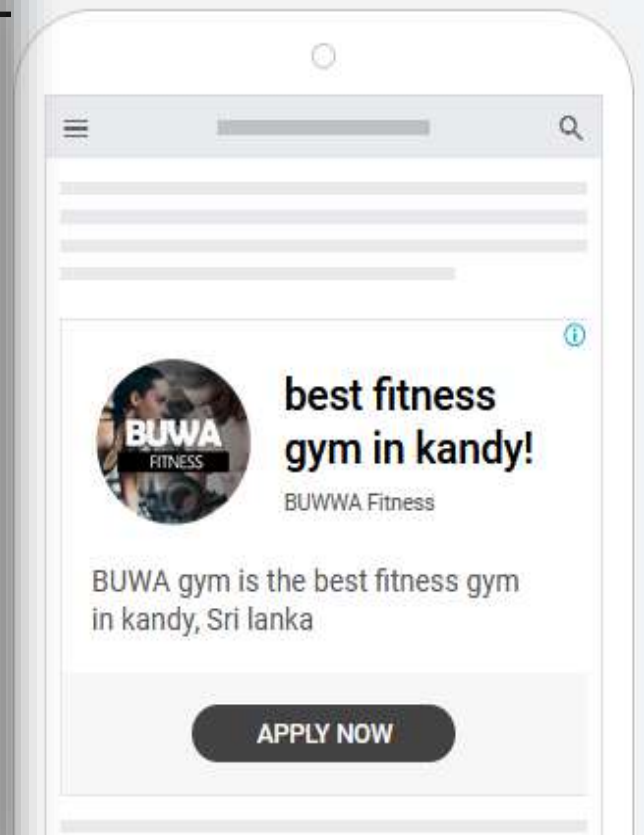 BUWA
FITNESS
best fitness
gym in kandy!
BUWWA Fitness
BUWA gym is the best fitness gym
in kandy, Sri lanka
APPLY NOW